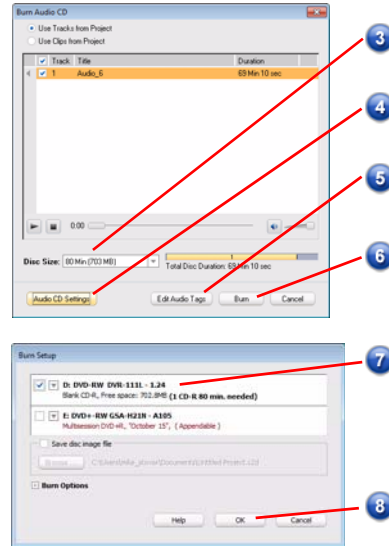 Burn Audio CD
Use Tracks from Project
Use Clips from Project
Track Title Duration
1 Audio_6 69 Min 10 sec
0:00
Disc Size: 80 Min (703 MB)
Total Disc Duration: 69 Min 10 sec
Audio CD Settings Edit Audio Tags Burn Cancel
3
4
5
6
Burn Setup
D: DVD-RW DVR-111L - 1.24
Blank CD-R, Free space: 702.8MB (1 CD-R 80 min. needed)
E: DVD+-RW GSA-H21N - A105
Multisession DVD+R, "October 15", ( Appendable )
Save disc image file
Burn Options
Help OK Cancel
7
8